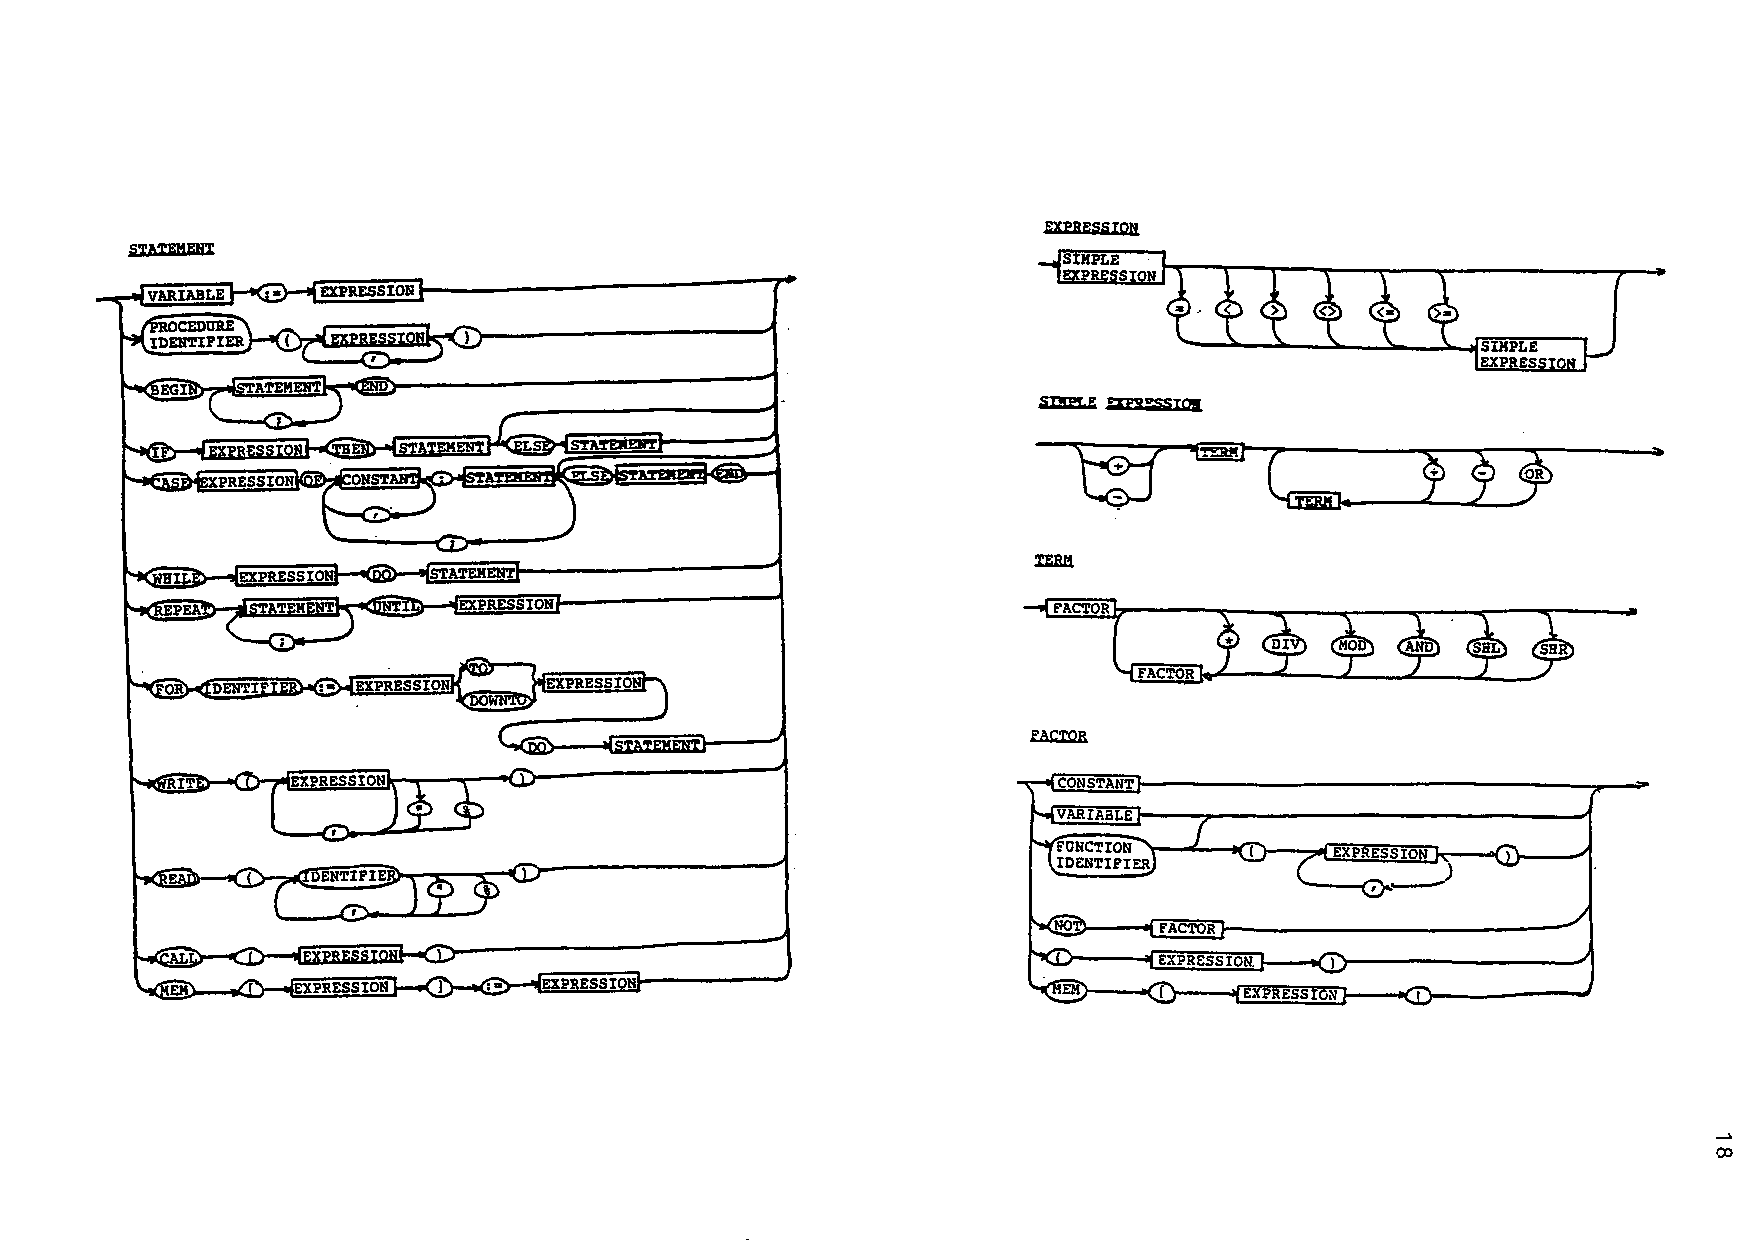 STATEMENT
VARIABLE := EXPRESSION
PROCEDURE
IDENTIFIER ( EXPRESSION )
,
BEGIN STATEMENT END
;
IF EXPRESSION THEN STATEMENT ELSE STATEMENT
CASE EXPRESSION OF CONSTANT : STATEMENT ELSE STATEMENT END
,
;
WHILE EXPRESSION DO STATEMENT
REPEAT STATEMENT UNTIL EXPRESSION
;
TO
FOR IDENTIFIER := EXPRESSION EXPRESSION
DOWNTO
DO STATEMENT
WRITE ( EXPRESSION )
,
READ ( IDENTIFIER )
,
CALL ( EXPRESSION )
MEM [ EXPRESSION ] := EXPRESSION
EXPRESSION
SIMPLE
EXPRESSION
= < > <> <= >=
SIMPLE
EXPRESSION
SIMPLE EXPRESSION
TERM
+
-
+ - OR
TERM
TERM
FACTOR
* DIV MOD AND SHL SHR
FACTOR
FACTOR
CONSTANT
VARIABLE
FUNCTION
IDENTIFIER ( EXPRESSION )
,
NOT FACTOR
( EXPRESSION )
MEM [ EXPRESSION ]
18